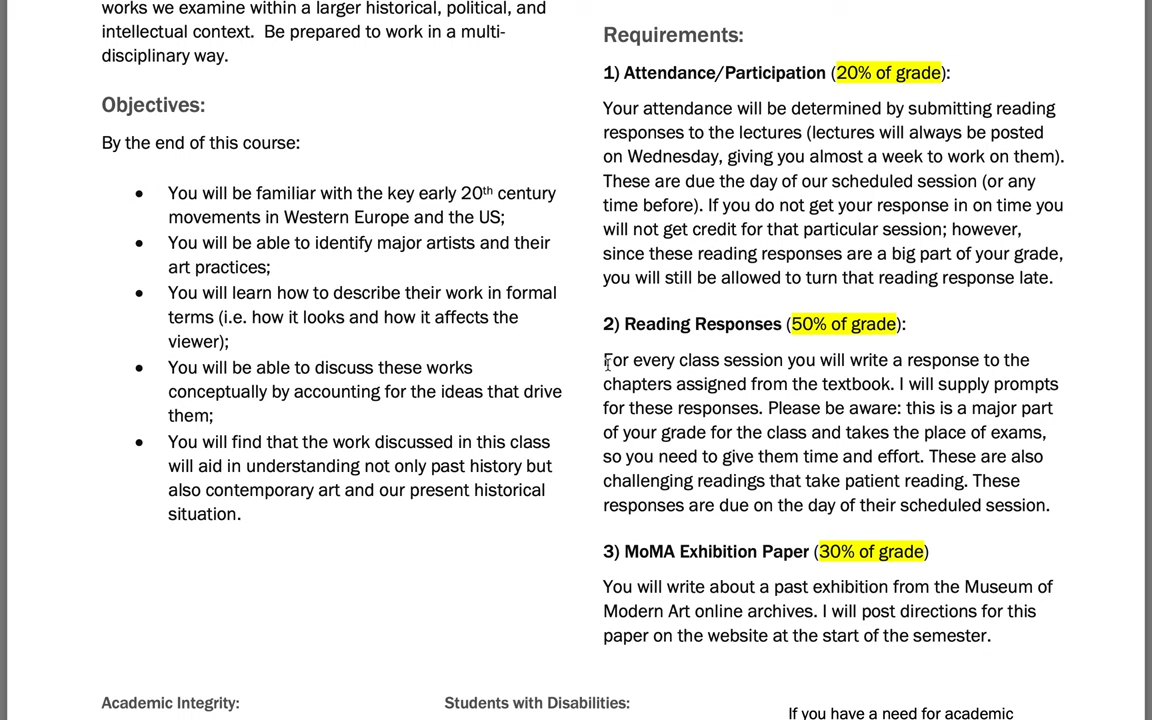 works we examine within a larger historical, political, and
intellectual context.  Be prepared to work in a multi-
disciplinary way.
Objectives:
By the end of this course:
• You will be familiar with the key early 20th century
movements in Western Europe and the US;
• You will be able to identify major artists and their
art practices;
• You will learn how to describe their work in formal
terms (i.e. how it looks and how it affects the
viewer);
• You will be able to discuss these works
conceptually by accounting for the ideas that drive
them;
• You will find that the work discussed in this class
will aid in understanding not only past history but
also contemporary art and our present historical
situation.
Requirements:
1) Attendance/Participation (20% of grade):
Your attendance will be determined by submitting reading
responses to the lectures (lectures will always be posted
on Wednesday, giving you almost a week to work on them).
These are due the day of our scheduled session (or any
time before). If you do not get your response in on time you
will not get credit for that particular session; however,
since these reading responses are a big part of your grade,
you will still be allowed to turn that reading response late.
2) Reading Responses (50% of grade):
For every class session you will write a response to the
chapters assigned from the textbook. I will supply prompts
for these responses. Please be aware: this is a major part
of your grade for the class and takes the place of exams,
so you need to give them time and effort. These are also
challenging readings that take patient reading. These
responses are due on the day of their scheduled session.
3) MoMA Exhibition Paper (30% of grade)
You will write about a past exhibition from the Museum of
Modern Art online archives. I will post directions for this
paper on the website at the start of the semester.
Academic Integrity:
Students with Disabilities:
If you have a need for academic